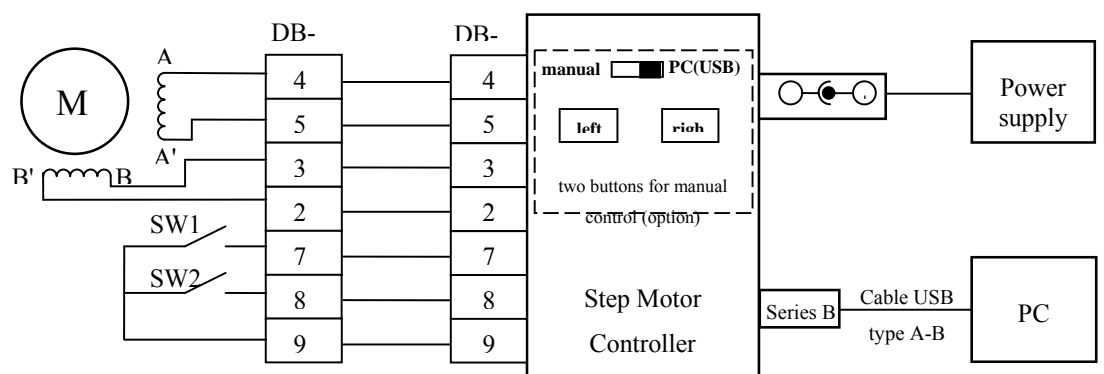 DB-
DB-
A
4
4
manual
PC(USB)
M
5
5
left
righ
Power
supply
A'
B'
B
3
3
two buttons for manual
control (option)
2
2
SW1
7
7
SW2
8
8
Step Motor
Controller
9
9
Series B
Cable USB
type A-B
PC